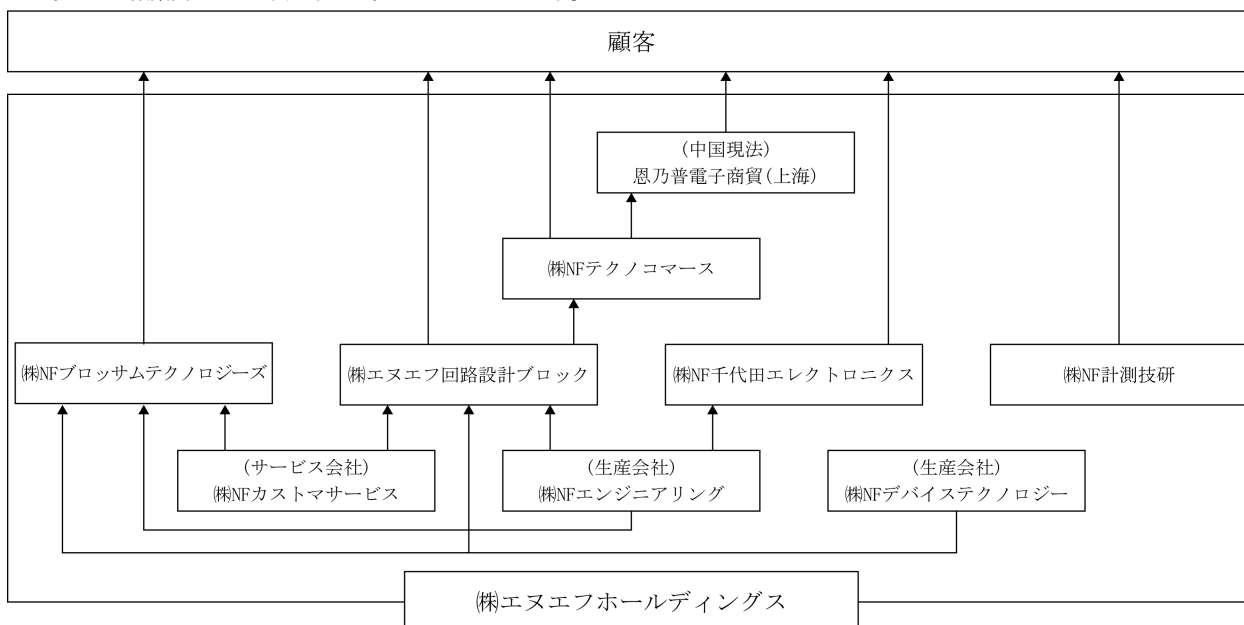 顧客
(中国現法)
恩乃普電子商貿(上海)
㈱NFテクノコマース
㈱NFブロッサムテクノロジーズ
㈱エヌエフ回路設計ブロック
㈱NF千代田エレクトロニクス
㈱NF計測技研
(サービス会社)
㈱NFカストマサービス
(生産会社)
㈱NFエンジニアリング
(生産会社)
㈱NFデバイステクノロジー
㈱エヌエフホールディングス